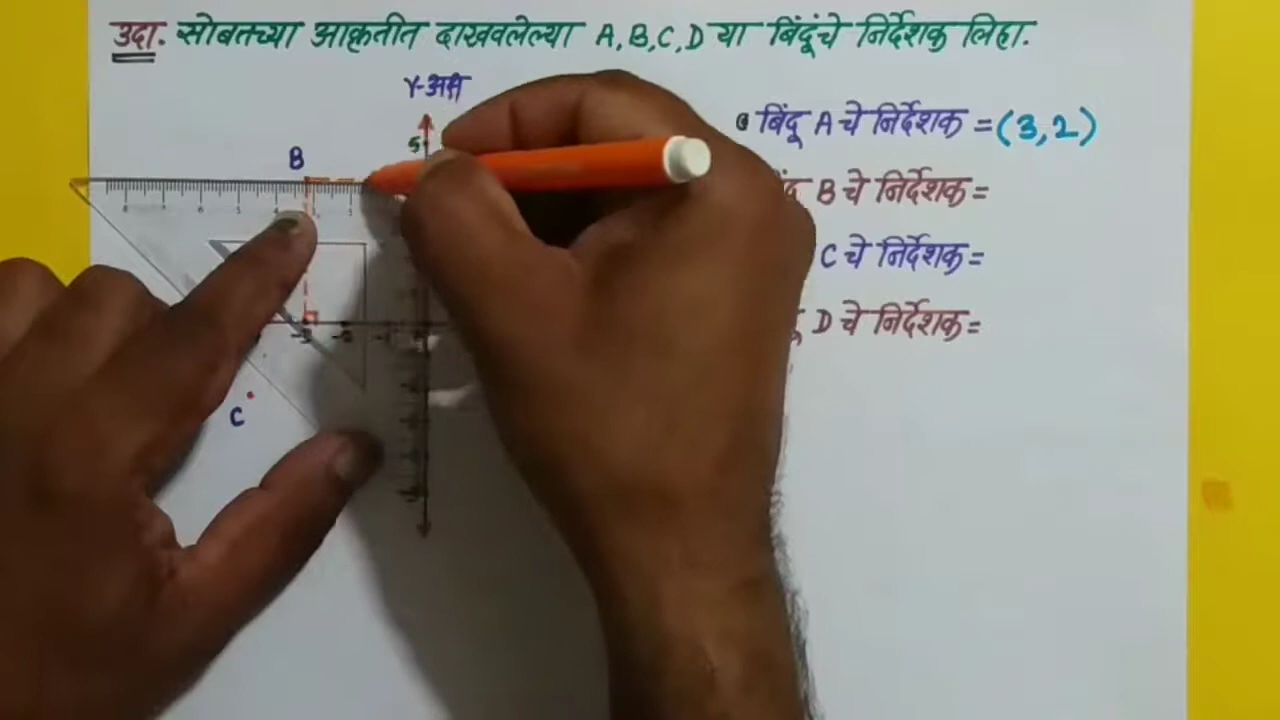 उदा. सोबतच्या आकृतीत दाखवलेल्या A, B, C, D या बिंदूंचे निर्देशक लिहा.
Y-अक्ष
5
B
C
बिंदू A चे निर्देशक = (3, 2)
B चे निर्देशक =
C चे निर्देशक =
D चे निर्देशक =